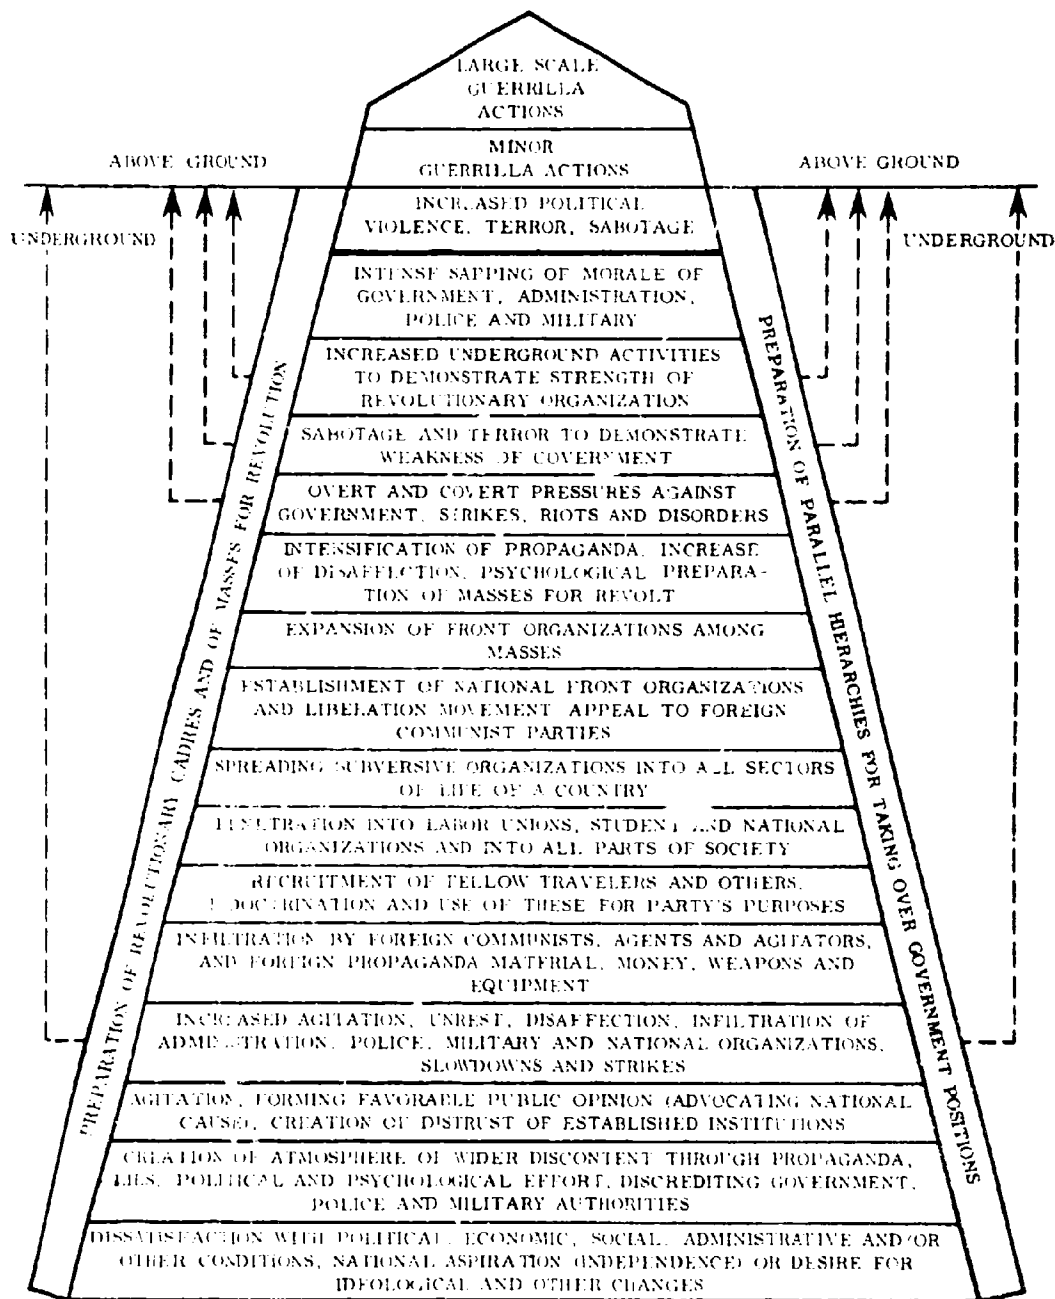 LARGE SCALE
GUERRILLA
ACTIONS
MINOR
GUERRILLA ACTIONS
ABOVE GROUND
ABOVE GROUND
INCREASED POLITICAL
VIOLENCE, TERROR, SABOTAGE
UNDERGROUND
UNDERGROUND
INTENSE SAPPING OF MORALE OF
GOVERNMENT, ADMINISTRATION,
POLICE AND MILITARY
INCREASED UNDERGROUND ACTIVITIES
TO DEMONSTRATE STRENGTH OF
REVOLUTIONARY ORGANIZATION
SABOTAGE AND TERROR TO DEMONSTRATE
WEAKNESS OF GOVERNMENT
OVERT AND COVERT PRESSURES AGAINST
GOVERNMENT, STRIKES, RIOTS AND DISORDERS
INTENSIFICATION OF PROPAGANDA, INCREASE
OF DISAFFECTION, PSYCHOLOGICAL PREPARA-
TION OF MASSES FOR REVOLT
EXPANSION OF FRONT ORGANIZATIONS AMONG
MASSES
ESTABLISHMENT OF NATIONAL FRONT ORGANIZATIONS
AND LIBERATION MOVEMENT APPEAL TO FOREIGN
COMMUNIST PARTIES
SPREADING SUBVERSIVE ORGANIZATIONS INTO ALL SECTORS
OF LIFE OF A COUNTRY
PENETRATION INTO LABOR UNIONS, STUDENT AND NATIONAL
ORGANIZATIONS AND INTO ALL PARTS OF SOCIETY
RECRUITMENT OF FELLOW TRAVELERS AND OTHERS,
INDOCTRINATION AND USE OF THESE FOR PARTY'S PURPOSES
INFILTRATION BY FOREIGN COMMUNISTS, AGENTS AND AGITATORS,
AND FOREIGN PROPAGANDA MATERIAL, MONEY, WEAPONS AND
EQUIPMENT
INCREASED AGITATION, UNREST, DISAFFECTION, INFILTRATION OF
ADMINISTRATION, POLICE, MILITARY AND NATIONAL ORGANIZATIONS,
SLOWDOWNS AND STRIKES
AGITATION, FORMING FAVORABLE PUBLIC OPINION (ADVOCATING NATIONAL
CAUSE), CREATION OF DISTRUST OF ESTABLISHED INSTITUTIONS
CREATION OF ATMOSPHERE OF WIDER DISCONTENT THROUGH PROPAGANDA,
LIES, POLITICAL AND PSYCHOLOGICAL EFFORT, DISCREDITING GOVERNMENT,
POLICE AND MILITARY AUTHORITIES
DISSATISFACTION WITH POLITICAL, ECONOMIC, SOCIAL, ADMINISTRATIVE AND/OR
OTHER CONDITIONS, NATIONAL ASPIRATION (INDEPENDENCE) OR DESIRE FOR
IDEOLOGICAL AND OTHER CHANGES
PREPARATION OF REVOLUTIONARY CADRES AND OF MASSES FOR REVOLUTION
PREPARATION OF PARALLEL HIERARCHIES FOR TAKING OVER GOVERNMENT POSITIONS